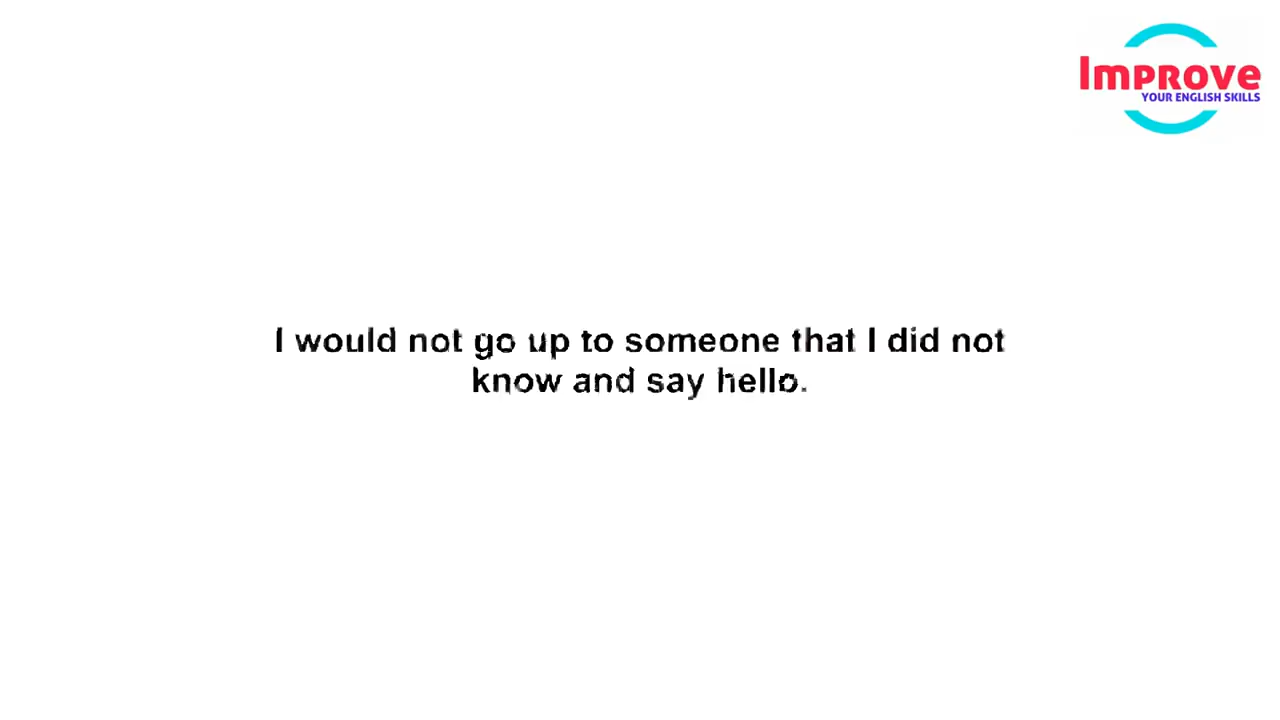 Improve
YOUR ENGLISH SKILLS
I would not go up to someone that I did not
know and say hello.